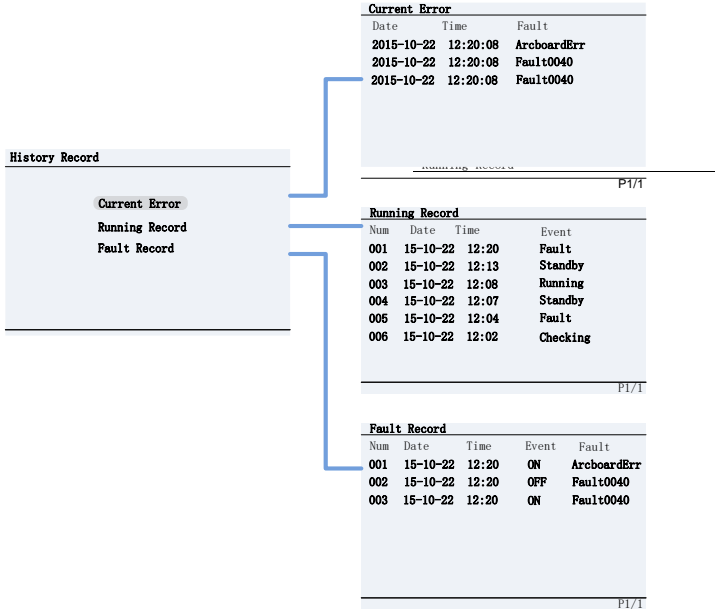 History Record
Current Error
Running Record
Fault Record
Current Error
Date Time Fault
2015-10-22 12:20:08 ArcboardErr
2015-10-22 12:20:08 Fault0040
2015-10-22 12:20:08 Fault0040
Running Record
P1/1
Running Record
Num Date Time Event
001 15-10-22 12:20 Fault
002 15-10-22 12:13 Standby
003 15-10-22 12:08 Running
004 15-10-22 12:07 Standby
005 15-10-22 12:04 Fault
006 15-10-22 12:02 Checking
P1/1
Fault Record
Num Date Time Event Fault
001 15-10-22 12:20 ON ArcboardErr
002 15-10-22 12:20 OFF Fault0040
003 15-10-22 12:20 ON Fault0040
P1/1